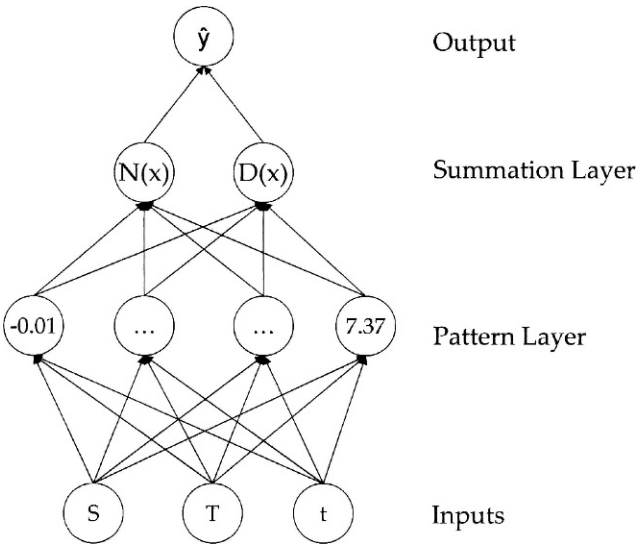 ŷ Output
N(x) D(x) Summation Layer
-0.01 ... ... 7.37 Pattern Layer
S T t Inputs